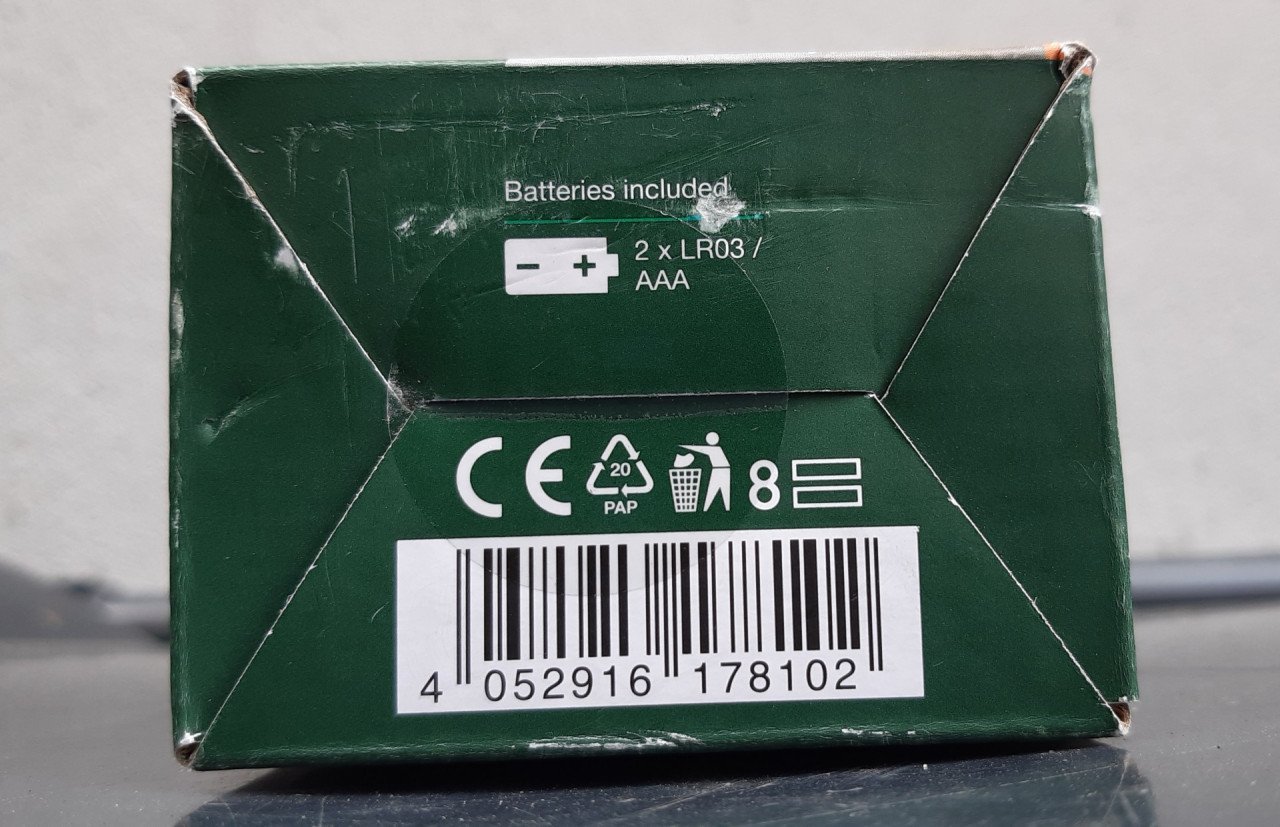 Batteries included
2 x LR03 /
AAA
CE 20 PAP 8
4 052916 178102